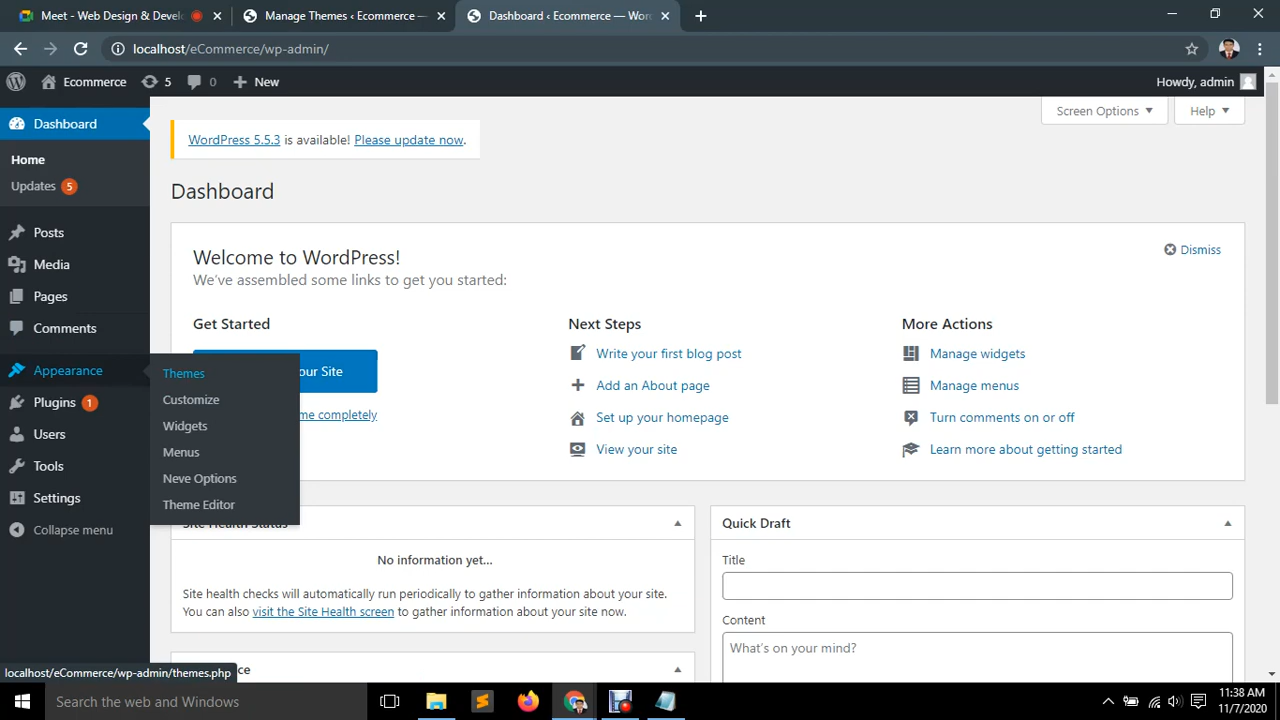 Meet - Web Design & Devel
Manage Themes ‹ Ecommerce —
Dashboard ‹ Ecommerce — Wor
localhost/eCommerce/wp-admin/
Ecommerce
5
0
New
Howdy, admin
Dashboard
Home
Updates 5
Posts
Media
Pages
Comments
Appearance
Plugins 1
Users
Tools
Settings
Collapse menu
Themes
Customize
Widgets
Menus
Neve Options
Theme Editor
Screen Options
Help
WordPress 5.5.3 is available! Please update now.
Dashboard
Welcome to WordPress!
We've assembled some links to get you started:
Dismiss
Get Started
our Site
me completely
Next Steps
Write your first blog post
Add an About page
Set up your homepage
View your site
More Actions
Manage widgets
Manage menus
Turn comments on or off
Learn more about getting started
Site Health Status
No information yet...
Site health checks will automatically run periodically to gather information about your site.
You can also visit the Site Health screen to gather information about your site now.
Quick Draft
Title
Content
What's on your mind?
localhost/eCommerce/wp-admin/themes.php
Search the web and Windows
11:38 AM
11/7/2020